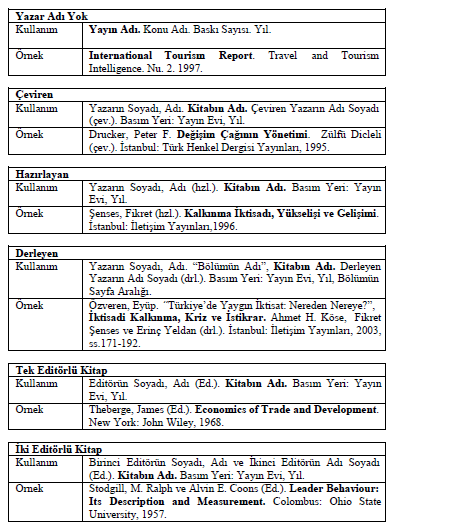 Yazar Adı Yok
Kullanım Yayın Adı. Konu Adı. Baskı Sayısı. Yıl.
Örnek International Tourism Report. Travel and Tourism
Intelligence. Nu. 2. 1997.
Çeviren
Kullanım Yazarın Soyadı, Adı. Kitabın Adı. Çeviren Yazarın Adı Soyadı
(çev.). Basım Yeri: Yayın Evi, Yıl.
Örnek Drucker, Peter F. Değişim Çağının Yönetimi. Zülfü Dicleli
(çev.). İstanbul: Türk Henkel Dergisi Yayınları, 1995.
Hazırlayan
Kullanım Yazarın Soyadı, Adı (hzl.). Kitabın Adı. Basım Yeri: Yayın
Evi, Yıl.
Örnek Şenses, Fikret (hzl.). Kalkınma İktisadı, Yükselişi ve Gelişimi.
İstanbul: İletişim Yayınları,1996.
Derleyen
Kullanım Yazarın Soyadı, Adı. “Bölümün Adı”, Kitabın Adı. Derleyen
Yazarın Adı Soyadı (drl.). Basım Yeri: Yayın Evi, Yıl, Bölümün
Sayfa Aralığı.
Örnek Özveren, Eyüp. “Türkiye’de Yaygın İktisat: Nereden Nereye?”,
İktisadi Kalkınma, Kriz ve İstikrar. Ahmet H. Köse, Fikret
Şenses ve Erinç Yeldan (drl.). İstanbul: İletişim Yayınları, 2003,
ss.171-192.
Tek Editörlü Kitap
Kullanım Editörün Soyadı, Adı (Ed.). Kitabın Adı. Basım Yeri: Yayın
Evi, Yıl.
Örnek Theberge, James (Ed.). Economics of Trade and Development.
New York: John Wiley, 1968.
İki Editörlü Kitap
Kullanım Birinci Editörün Soyadı, Adı ve İkinci Editörün Adı Soyadı
(Ed.). Kitabın Adı. Basım Yeri: Yayın Evi, Yıl.
Örnek Stodgill, M. Ralph ve Alvin E. Coons (Ed.). Leader Behaviour:
Its Description and Measurement. Colombus: Ohio State
University, 1957.